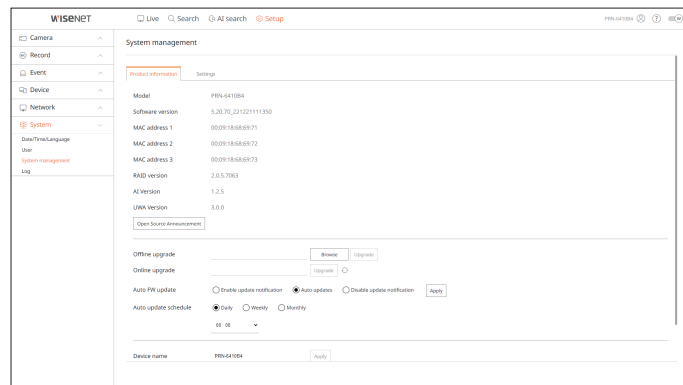 WISENET
Live Search AI search Setup PRN-6410B4
Camera
Record
Event
Device
Network
System
Date/Time/Language
User
System management
Log
System management
Product information Settings
Model PRN-6410B4
Software version 5.20.70_221221111350
MAC address 1 00:09:18:68:69:71
MAC address 2 00:09:18:68:69:72
MAC address 3 00:09:18:68:69:73
RAID version 2.0.5.7063
AI Version 1.2.5
UWA Version 3.0.0
Open Source Announcement
Offline upgrade Browse Upgrade
Online upgrade Upgrade
Auto FW update Enable update notification Auto updates Disable update notification Apply
Auto update schedule Daily Weekly Monthly
00 : 00
Device name PRN-6410B4 Apply